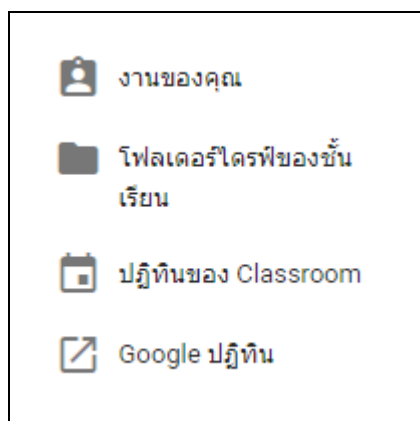 งานของคุณ
โฟลเดอร์ไดรฟ์ของชั้น
เรียน
ปฏิทินของ Classroom
Google ปฏิทิน